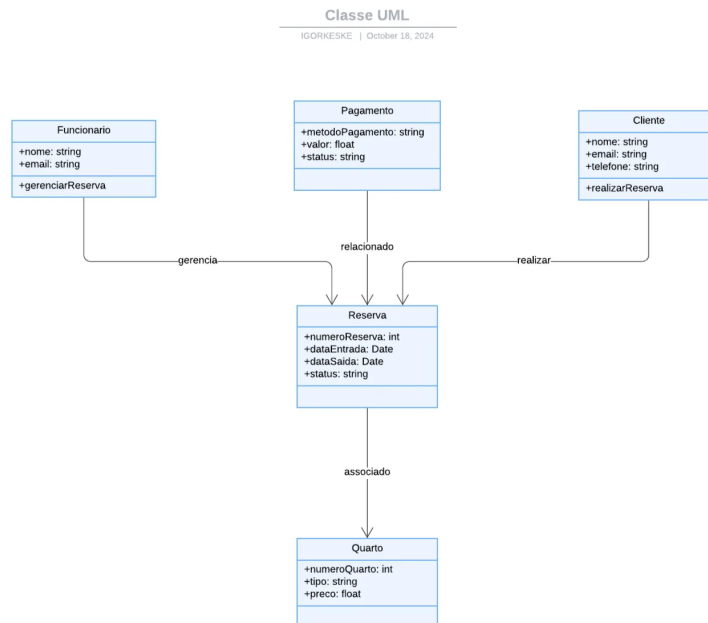 Classe UML
IGORKESKE | October 18, 2024
Funcionario
+nome: string
+email: string
+gerenciarReserva
Pagamento
+metodoPagamento: string
+valor: float
+status: string
Cliente
+nome: string
+email: string
+telefone: string
+realizarReserva
gerencia
relacionado
realizar
Reserva
+numeroReserva: int
+dataEntrada: Date
+dataSaida: Date
+status: string
associado
Quarto
+numeroQuarto: int
+tipo: string
+preco: float